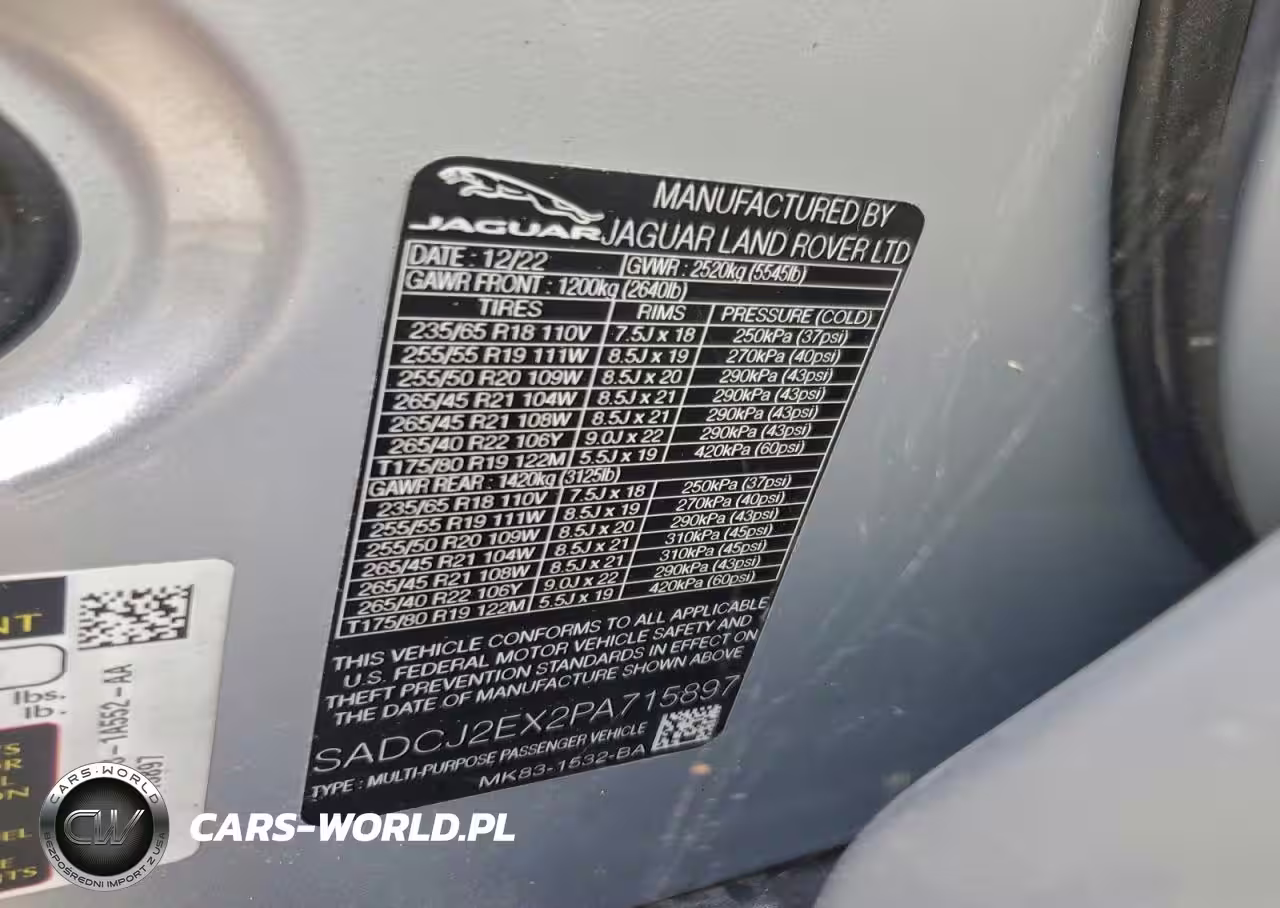 JAGUAR
MANUFACTURED BY
JAGUAR LAND ROVER LTD
DATE : 12/22 GVWR : 2520kg (5545lb)
GAWR FRONT : 1200kg (2640lb)
TIRES RIMS PRESSURE (COLD)
235/65 R18 110V 7.5J x 18 250kPa (37psi)
255/55 R19 111W 8.5J x 19 270kPa (40psi)
255/50 R20 109W 8.5J x 20 290kPa (43psi)
265/45 R21 104W 8.5J x 21 290kPa (43psi)
265/45 R21 108W 8.5J x 21 290kPa (43psi)
265/40 R22 106Y 9.0J x 22 290kPa (43psi)
T175/80 R19 122M 5.5J x 19 420kPa (60psi)
GAWR REAR : 1420kg (3125lb)
235/65 R18 110V 7.5J x 18 250kPa (37psi)
255/55 R19 111W 8.5J x 19 270kPa (40psi)
255/50 R20 109W 8.5J x 20 290kPa (43psi)
265/45 R21 104W 8.5J x 21 310kPa (45psi)
265/45 R21 108W 8.5J x 21 310kPa (45psi)
265/40 R22 106Y 9.0J x 22 290kPa (43psi)
T175/80 R19 122M 5.5J x 19 420kPa (60psi)
THIS VEHICLE CONFORMS TO ALL APPLICABLE
U.S. FEDERAL MOTOR VEHICLE SAFETY AND
THEFT PREVENTION STANDARDS IN EFFECT ON
THE DATE OF MANUFACTURE SHOWN ABOVE
SADCJ2EX2PA715897
TYPE : MULTI-PURPOSE PASSENGER VEHICLE
MK83-1532-BA
NT
lbs.
lb.
-1A552-AA
CARS-WORLD
CW
BEZPOŚREDNI IMPORT Z USA
CARS-WORLD.PL